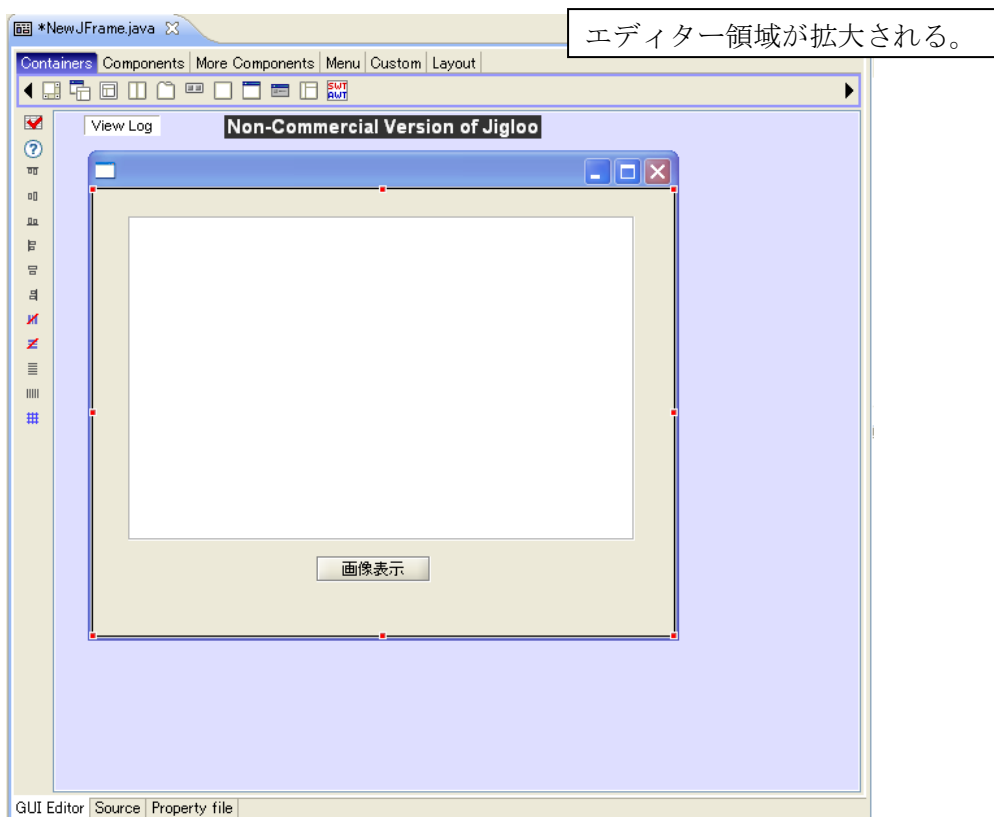 *NewJFrame.java
エディター領域が拡大される。
Containers Components More Components Menu Custom Layout
SWT
AWT
View Log
Non-Commercial Version of Jigloo
画像表示
GUI Editor Source Property file